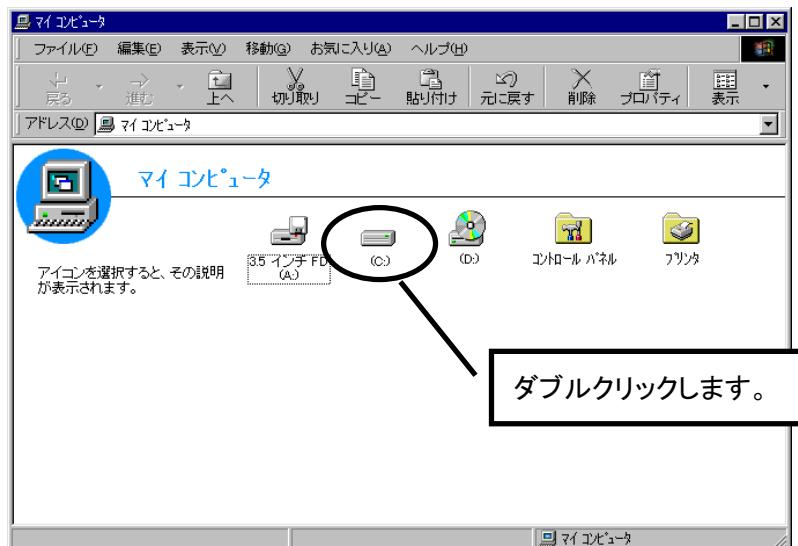 マイ コンピュータ
ファイル(F) 編集(E) 表示(V) 移動(G) お気に入り(A) ヘルプ(H)
戻る 進む 上へ 切り取り コピー 貼り付け 元に戻す 削除 プロパティ 表示
アドレス(D) マイ コンピュータ
マイ コンピュータ
3.5 インチ FD (C:) (D:) コントロール パネル プリンタ
(A:)
アイコンを選択すると、その説明
が表示されます。
ダブルクリックします。
マイ コンピュータ